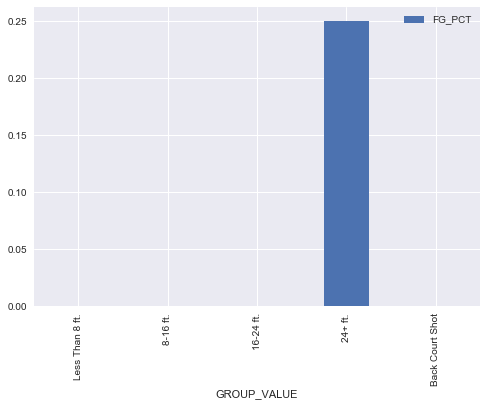 FG_PCT
0.25
0.20
0.15
0.10
0.05
0.00
Less Than 8 ft.
8-16 ft.
16-24 ft.
24+ ft.
Back Court Shot
GROUP_VALUE